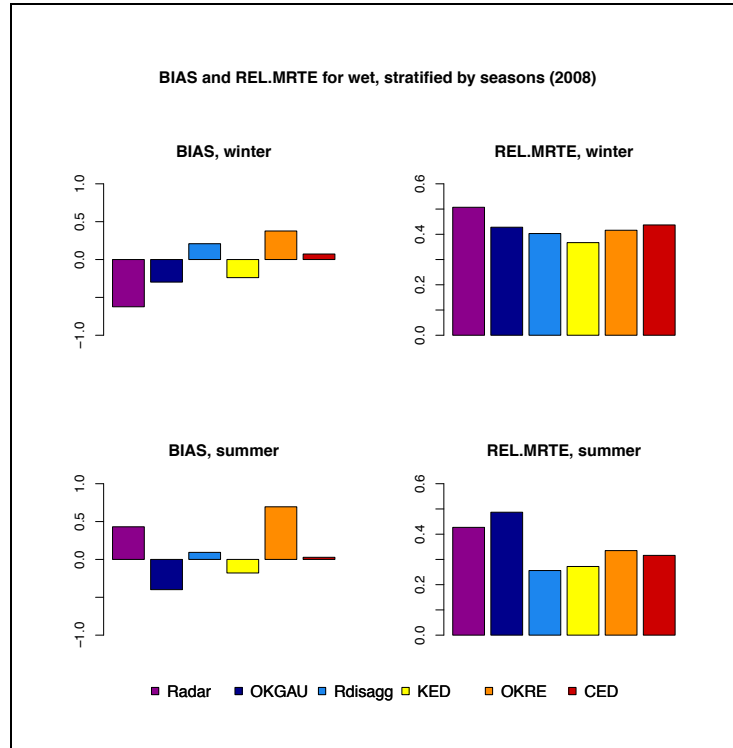 BIAS and REL.MRTE for wet, stratified by seasons (2008)
BIAS, winter
1.0
0.5
0.0
−1.0
REL.MRTE, winter
0.6
0.4
0.2
0.0
BIAS, summer
1.0
0.5
0.0
−1.0
REL.MRTE, summer
0.6
0.4
0.2
0.0
Radar OKGAU Rdisagg KED OKRE CED